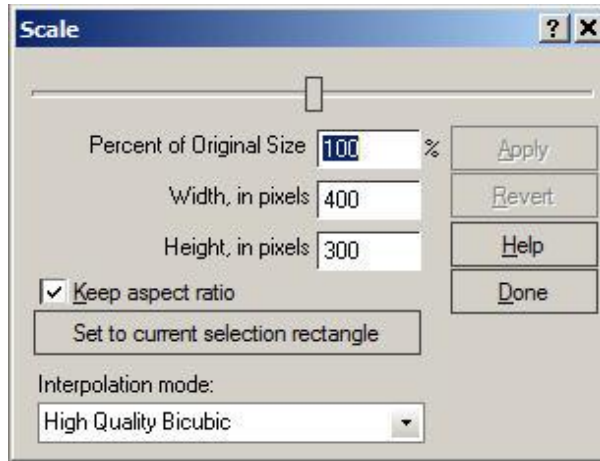 Scale
Percent of Original Size 100 % Apply
Width, in pixels 400 Revert
Height, in pixels 300 Help
Keep aspect ratio Done
Set to current selection rectangle
Interpolation mode:
High Quality Bicubic